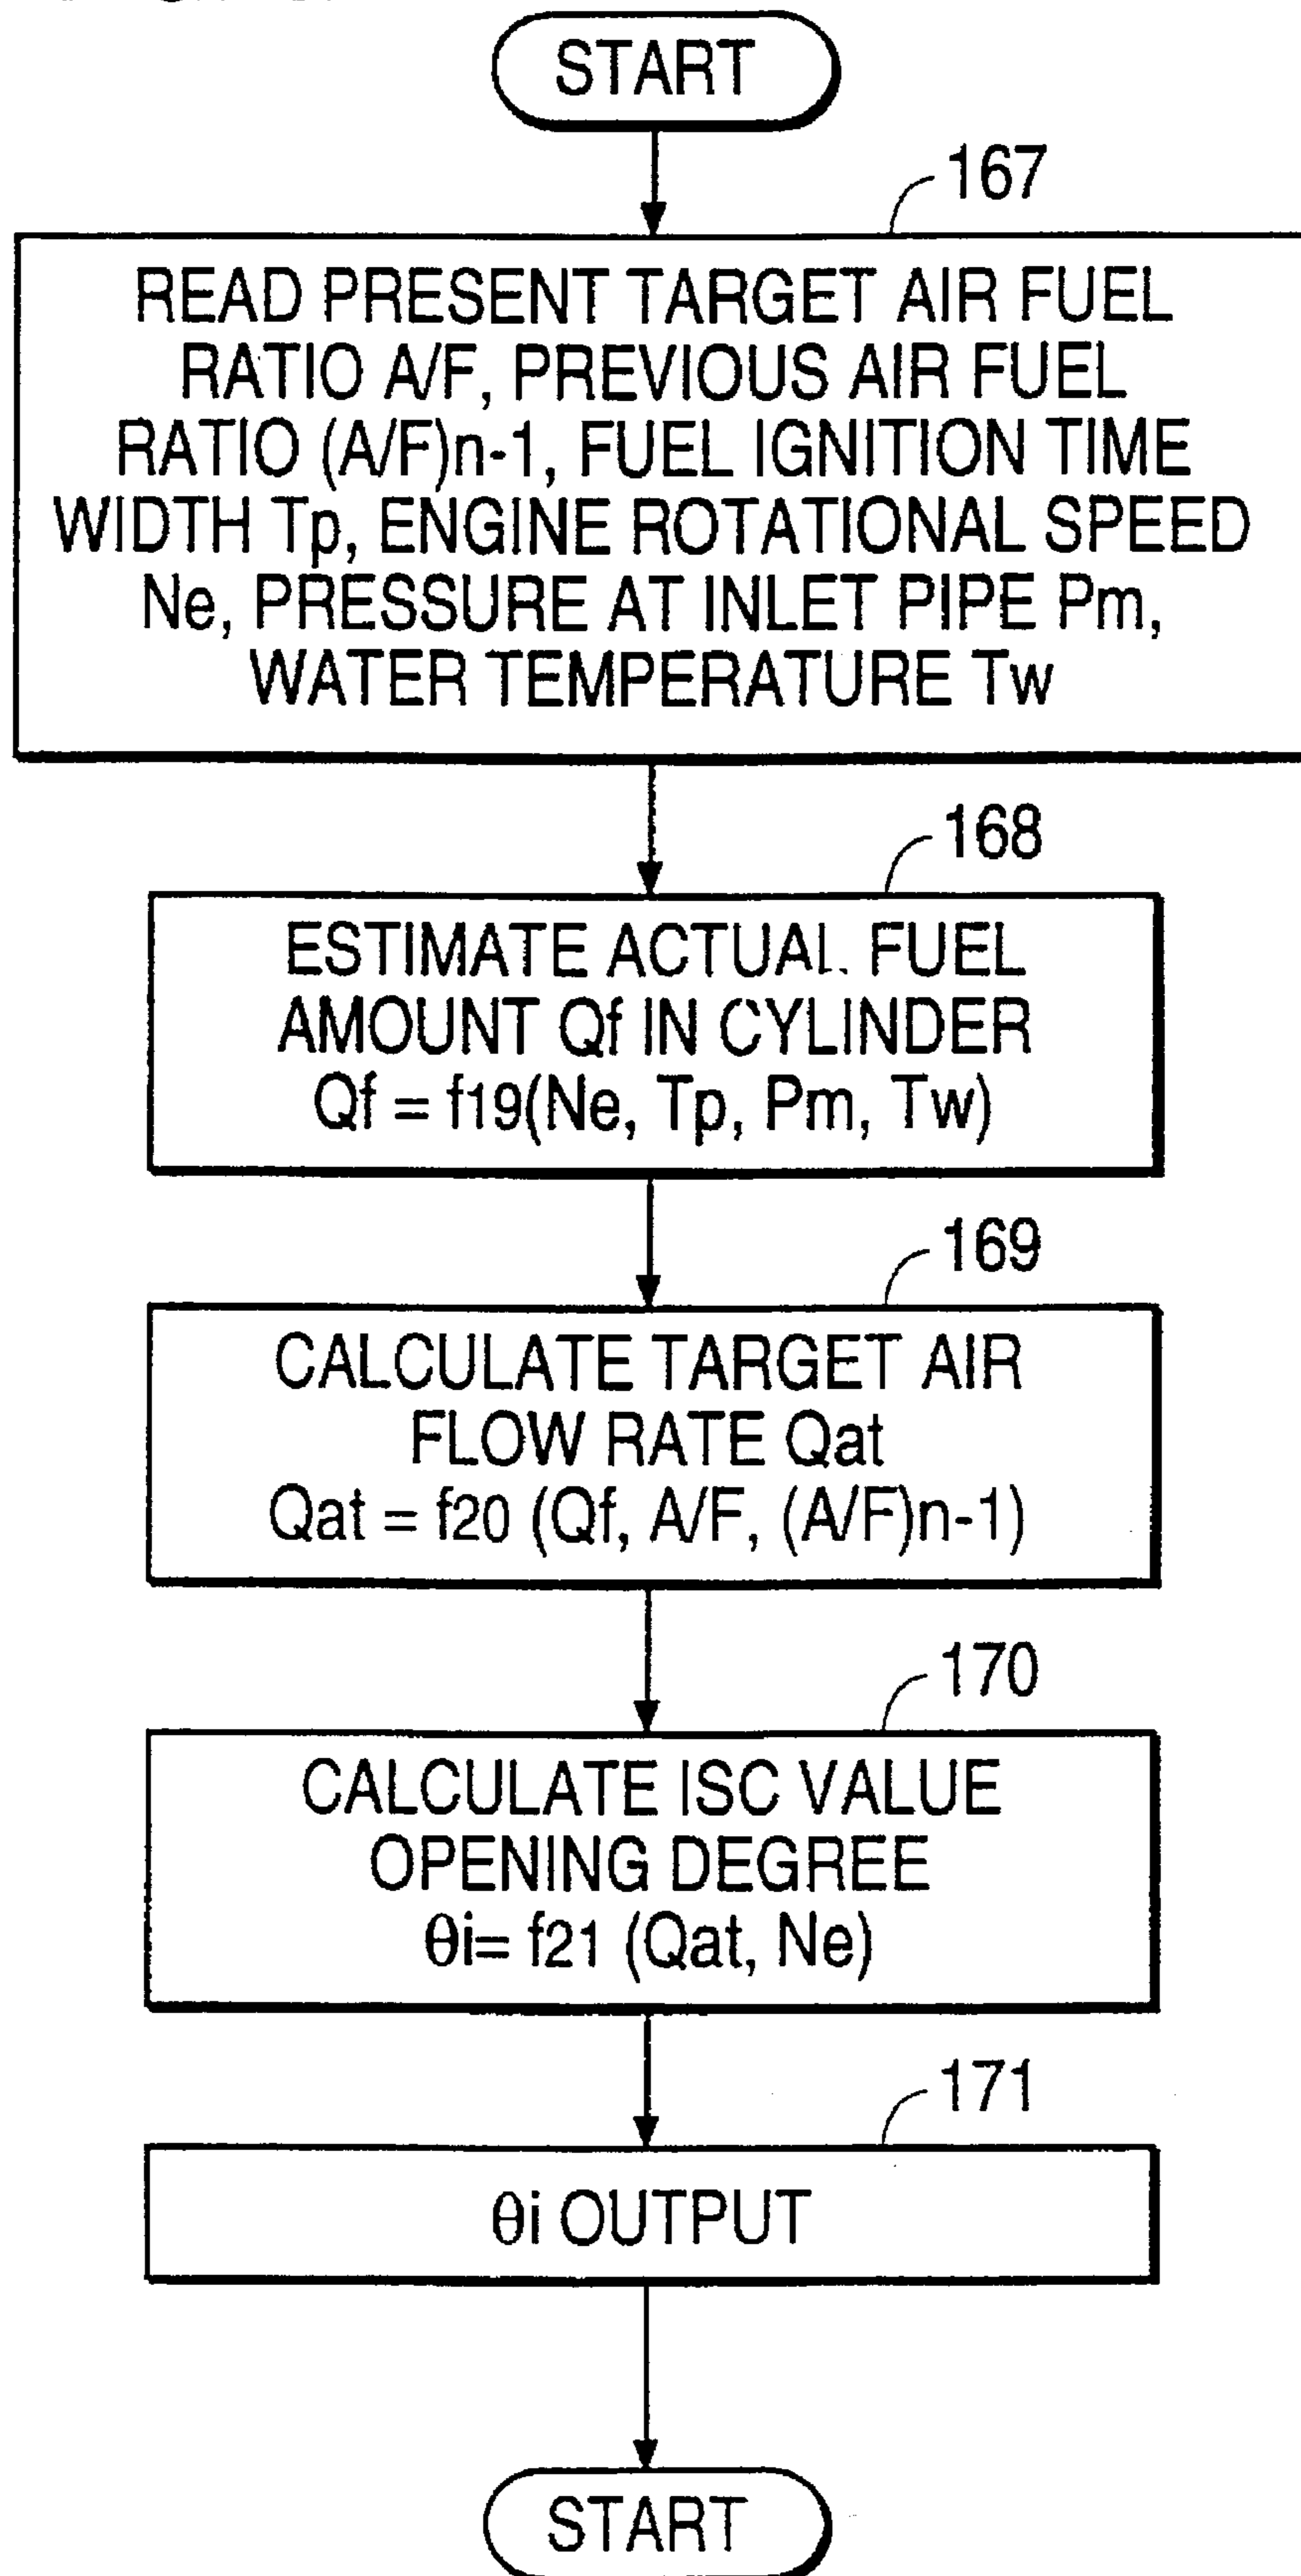 START
167
READ PRESENT TARGET AIR FUEL
RATIO A/F, PREVIOUS AIR FUEL
RATIO (A/F)n-1, FUEL IGNITION TIME
WIDTH Tp, ENGINE ROTATIONAL SPEED
Ne, PRESSURE AT INLET PIPE Pm,
WATER TEMPERATURE Tw
168
ESTIMATE ACTUAL FUEL
AMOUNT Qf IN CYLINDER
Qf = f19(Ne, Tp, Pm, Tw)
169
CALCULATE TARGET AIR
FLOW RATE Qat
Qat = f20 (Qf, A/F, (A/F)n-1)
170
CALCULATE ISC VALUE
OPENING DEGREE
θi= f21 (Qat, Ne)
171
θi OUTPUT
START